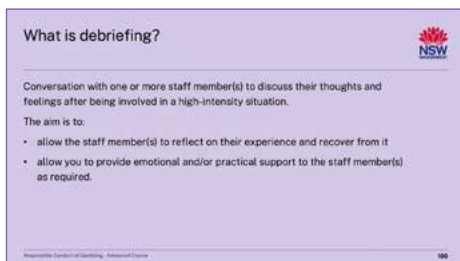 What is debriefing?
NSW
GOVERNMENT
Conversation with one or more staff member(s) to discuss their thoughts and
feelings after being involved in a high-intensity situation.
The aim is to:
• allow the staff member(s) to reflect on their experience and recover from it
• allow you to provide emotional and/or practical support to the staff member(s)
as required.
Responsible Conduct of Gambling - Advanced Course
100